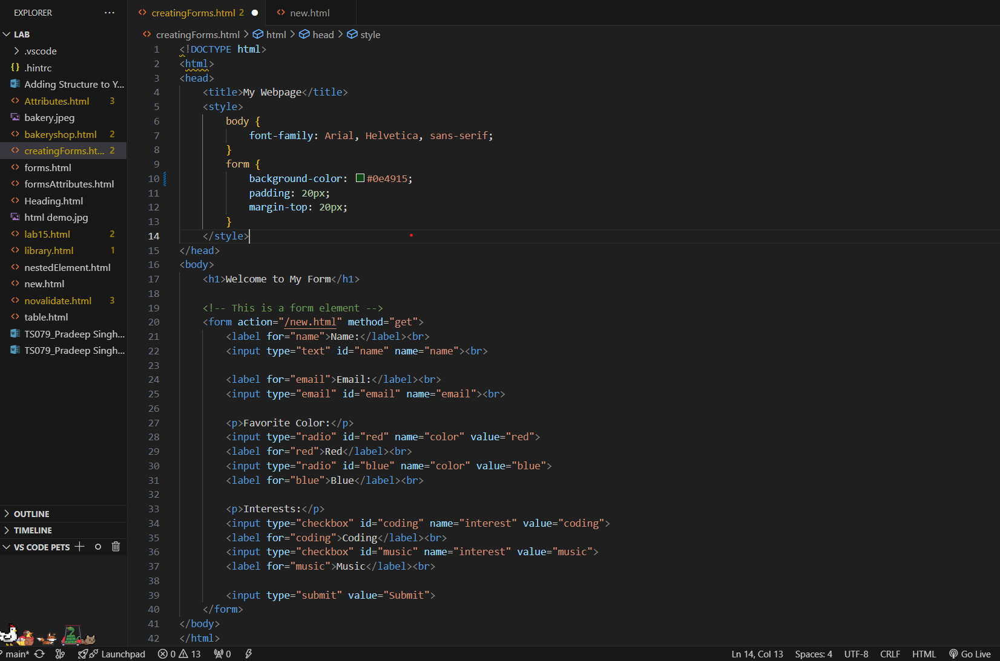 EXPLORER ...
LAB
.vscode
{} .hintrc
Adding Structure to Y...
Attributes.html 3
bakery.jpeg
bakeryshop.html 2
creatingForms.ht... 2
forms.html
formsAttributes.html
Heading.html
html demo.jpg
lab15.html 2
library.html 1
nestedElement.html
new.html
novalidate.html 3
table.html
TS079_Pradeep Singh...
TS079_Pradeep Singh...
OUTLINE
TIMELINE
VS CODE PETS
creatingForms.html 2
new.html
creatingForms.html > html > head > style
1 <!DOCTYPE html>
2 <html>
3 <head>
4     <title>My Webpage</title>
5     <style>
6         body {
7             font-family: Arial, Helvetica, sans-serif;
8         }
9         form {
10             background-color: #0e4915;
11             padding: 20px;
12             margin-top: 20px;
13         }
14     </style>
15 </head>
16 <body>
17     <h1>Welcome to My Form</h1>
18
19     <!-- This is a form element -->
20     <form action="/new.html" method="get">
21         <label for="name">Name:</label><br>
22         <input type="text" id="name" name="name"><br>
23
24         <label for="email">Email:</label><br>
25         <input type="email" id="email" name="email"><br>
26
27         <p>Favorite Color:</p>
28         <input type="radio" id="red" name="color" value="red">
29         <label for="red">Red</label><br>
30         <input type="radio" id="blue" name="color" value="blue">
31         <label for="blue">Blue</label><br>
32
33         <p>Interests:</p>
34         <input type="checkbox" id="coding" name="interest" value="coding">
35         <label for="coding">Coding</label><br>
36         <input type="checkbox" id="music" name="interest" value="music">
37         <label for="music">Music</label><br>
38
39         <input type="submit" value="Submit">
40     </form>
41 </body>
42 </html>
main* Launchpad 0 13 0 Ln 14, Col 13 Spaces: 4 UTF-8 CRLF HTML Go Live